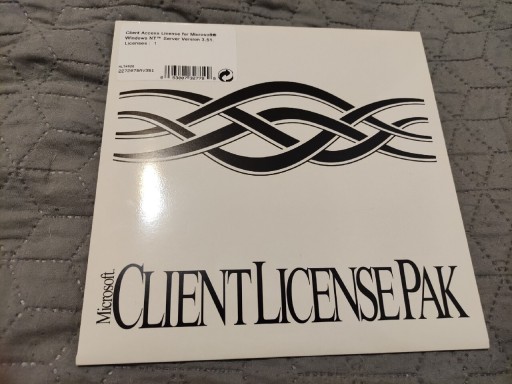 Client Access License for Microsoft®
Windows NT™ Server Version 3.51
Licenses: 1
Microsoft®
CLIENT LICENSE PAK